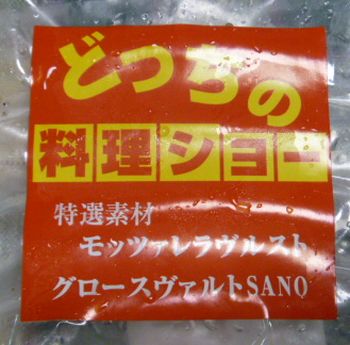 どっちの
料理ショー
特選素材
モッツァレラヴルスト
グロースヴァルトSANO